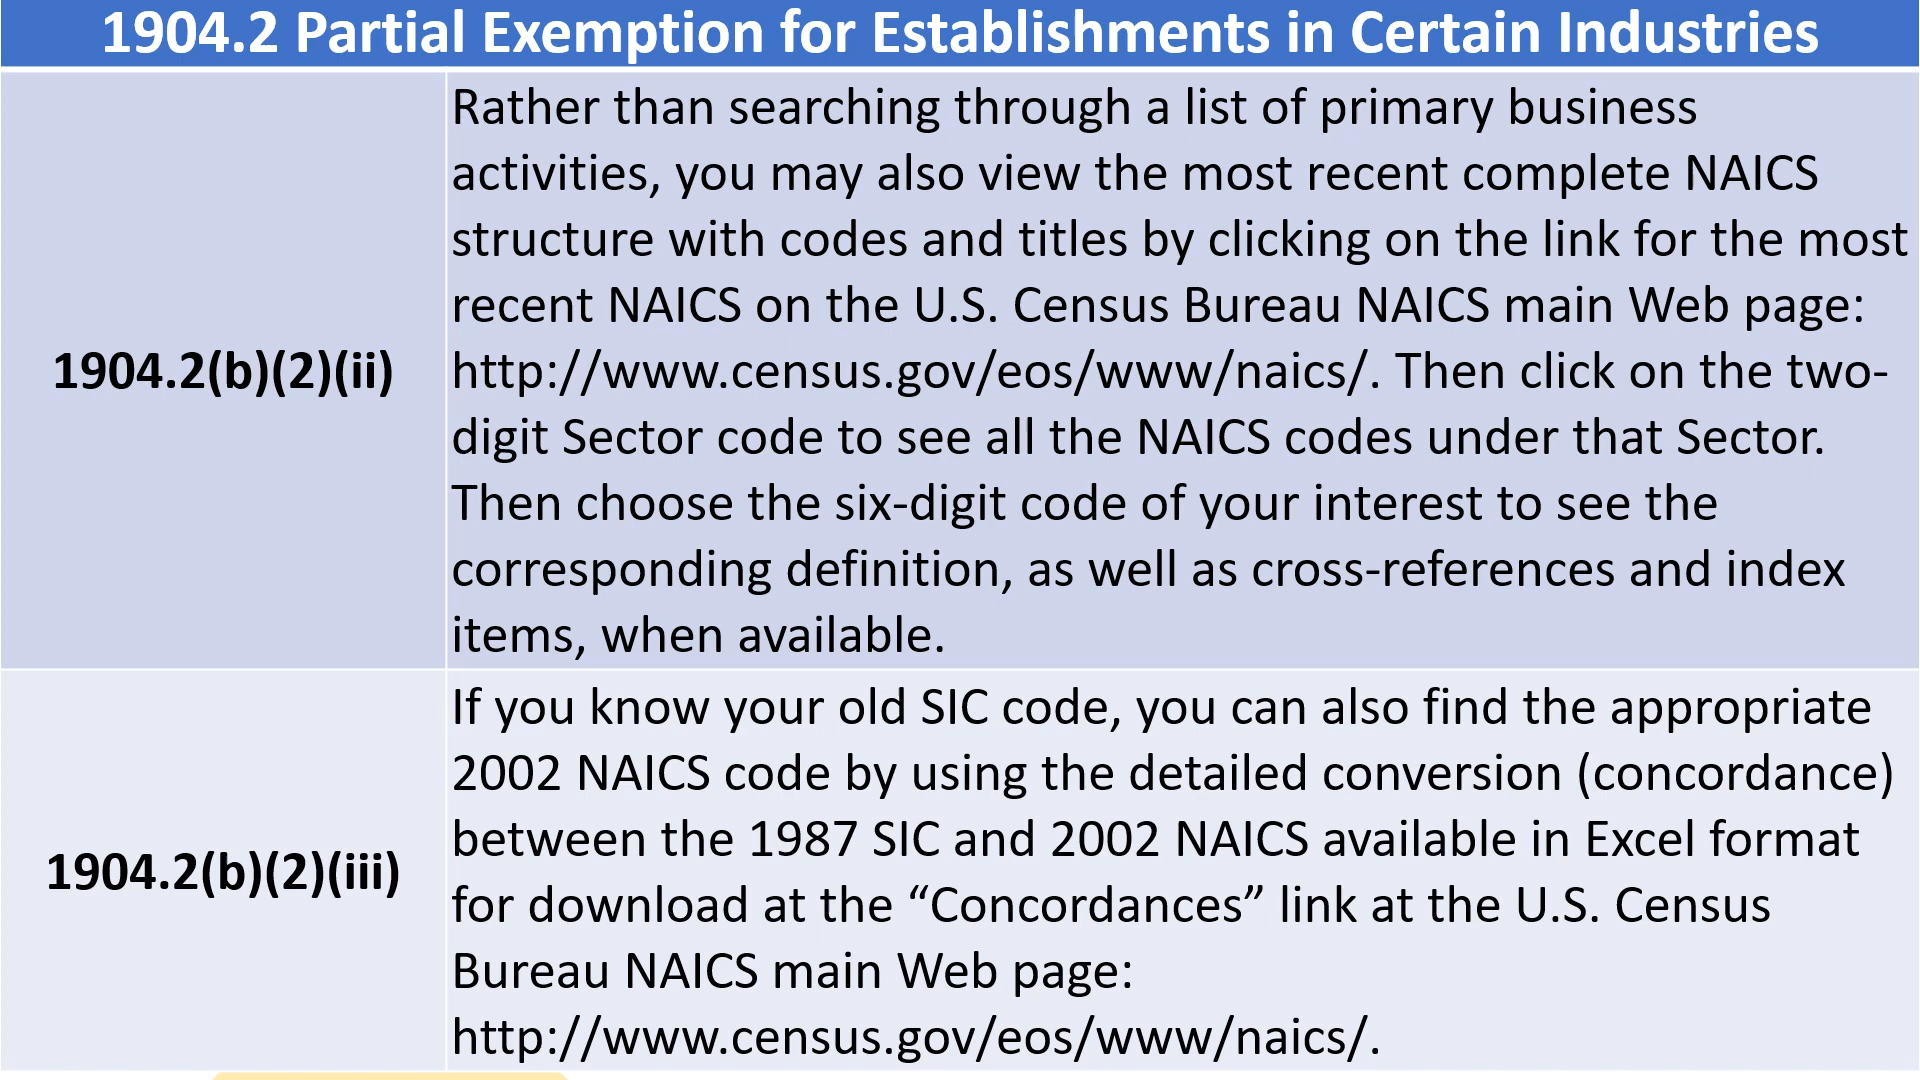 1904.2 Partial Exemption for Establishments in Certain Industries
1904.2(b)(2)(ii)
Rather than searching through a list of primary business
activities, you may also view the most recent complete NAICS
structure with codes and titles by clicking on the link for the most
recent NAICS on the U.S. Census Bureau NAICS main Web page:
http://www.census.gov/eos/www/naics/. Then click on the two-
digit Sector code to see all the NAICS codes under that Sector.
Then choose the six-digit code of your interest to see the
corresponding definition, as well as cross-references and index
items, when available.
1904.2(b)(2)(iii)
If you know your old SIC code, you can also find the appropriate
2002 NAICS code by using the detailed conversion (concordance)
between the 1987 SIC and 2002 NAICS available in Excel format
for download at the “Concordances” link at the U.S. Census
Bureau NAICS main Web page:
http://www.census.gov/eos/www/naics/.